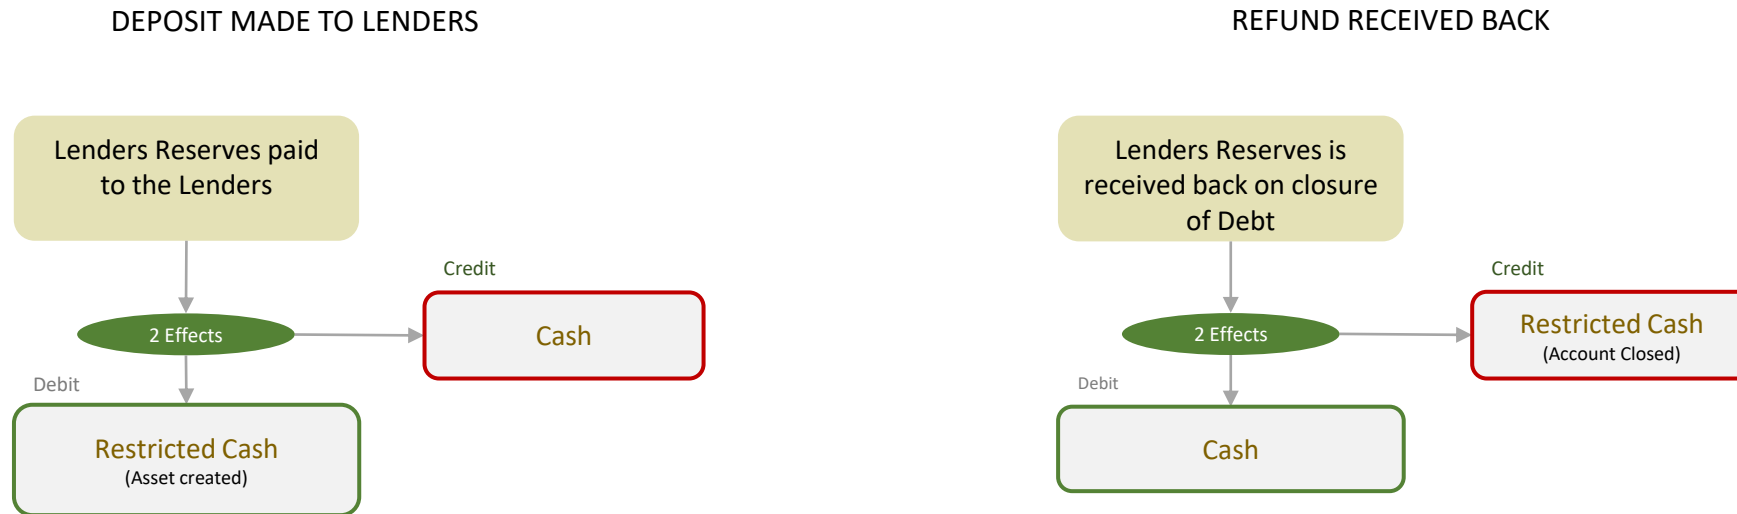 DEPOSIT MADE TO LENDERS
Lenders Reserves paid
to the Lenders
2 Effects
Credit
Cash
Debit
Restricted Cash
(Asset created)
REFUND RECEIVED BACK
Lenders Reserves is
received back on closure
of Debt
2 Effects
Credit
Restricted Cash
(Account Closed)
Debit
Cash